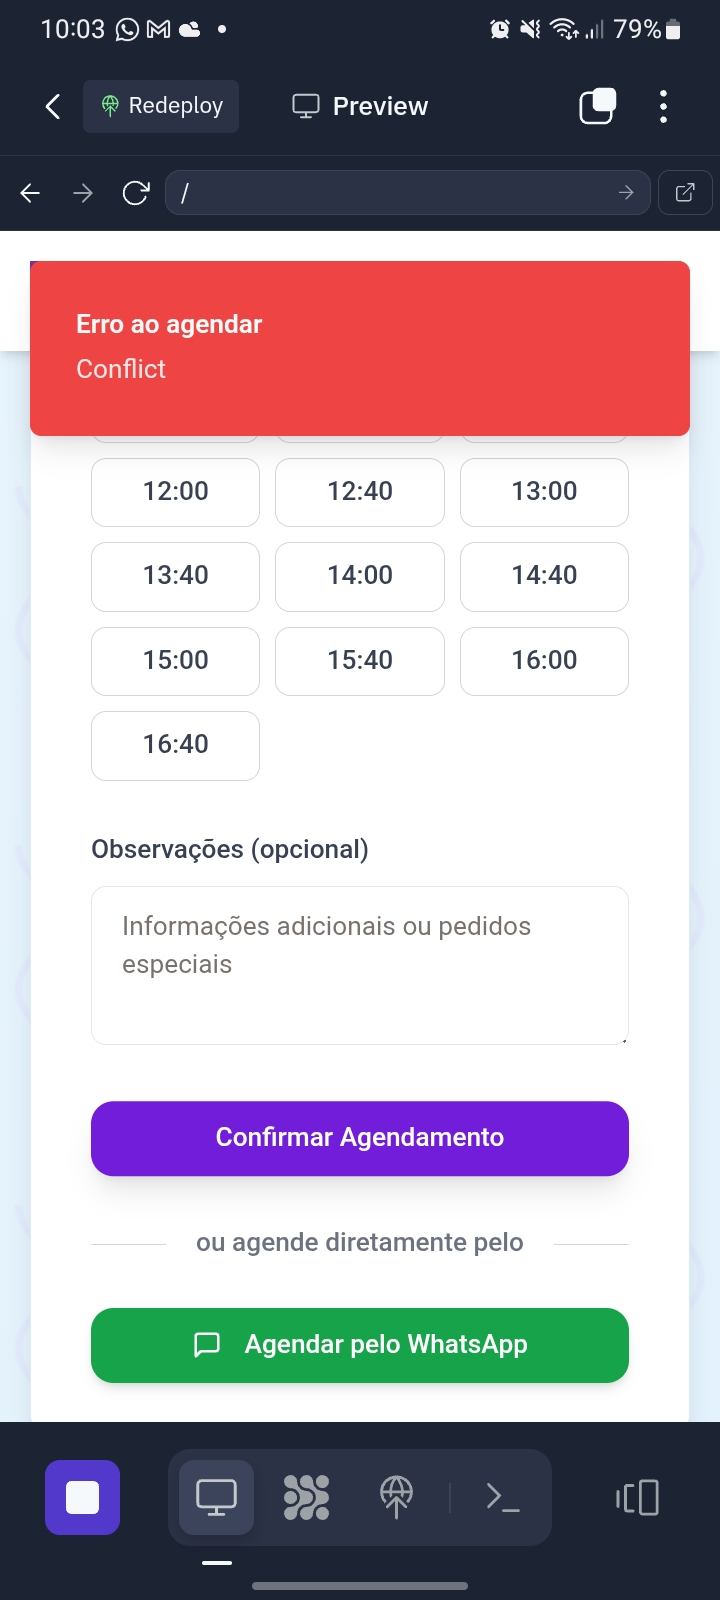 10:03
79%
Redeploy
Preview
/
Erro ao agendar
Conflict
12:00 12:40 13:00
13:40 14:00 14:40
15:00 15:40 16:00
16:40
Observações (opcional)
Informações adicionais ou pedidos
especiais
Confirmar Agendamento
ou agende diretamente pelo
Agendar pelo WhatsApp